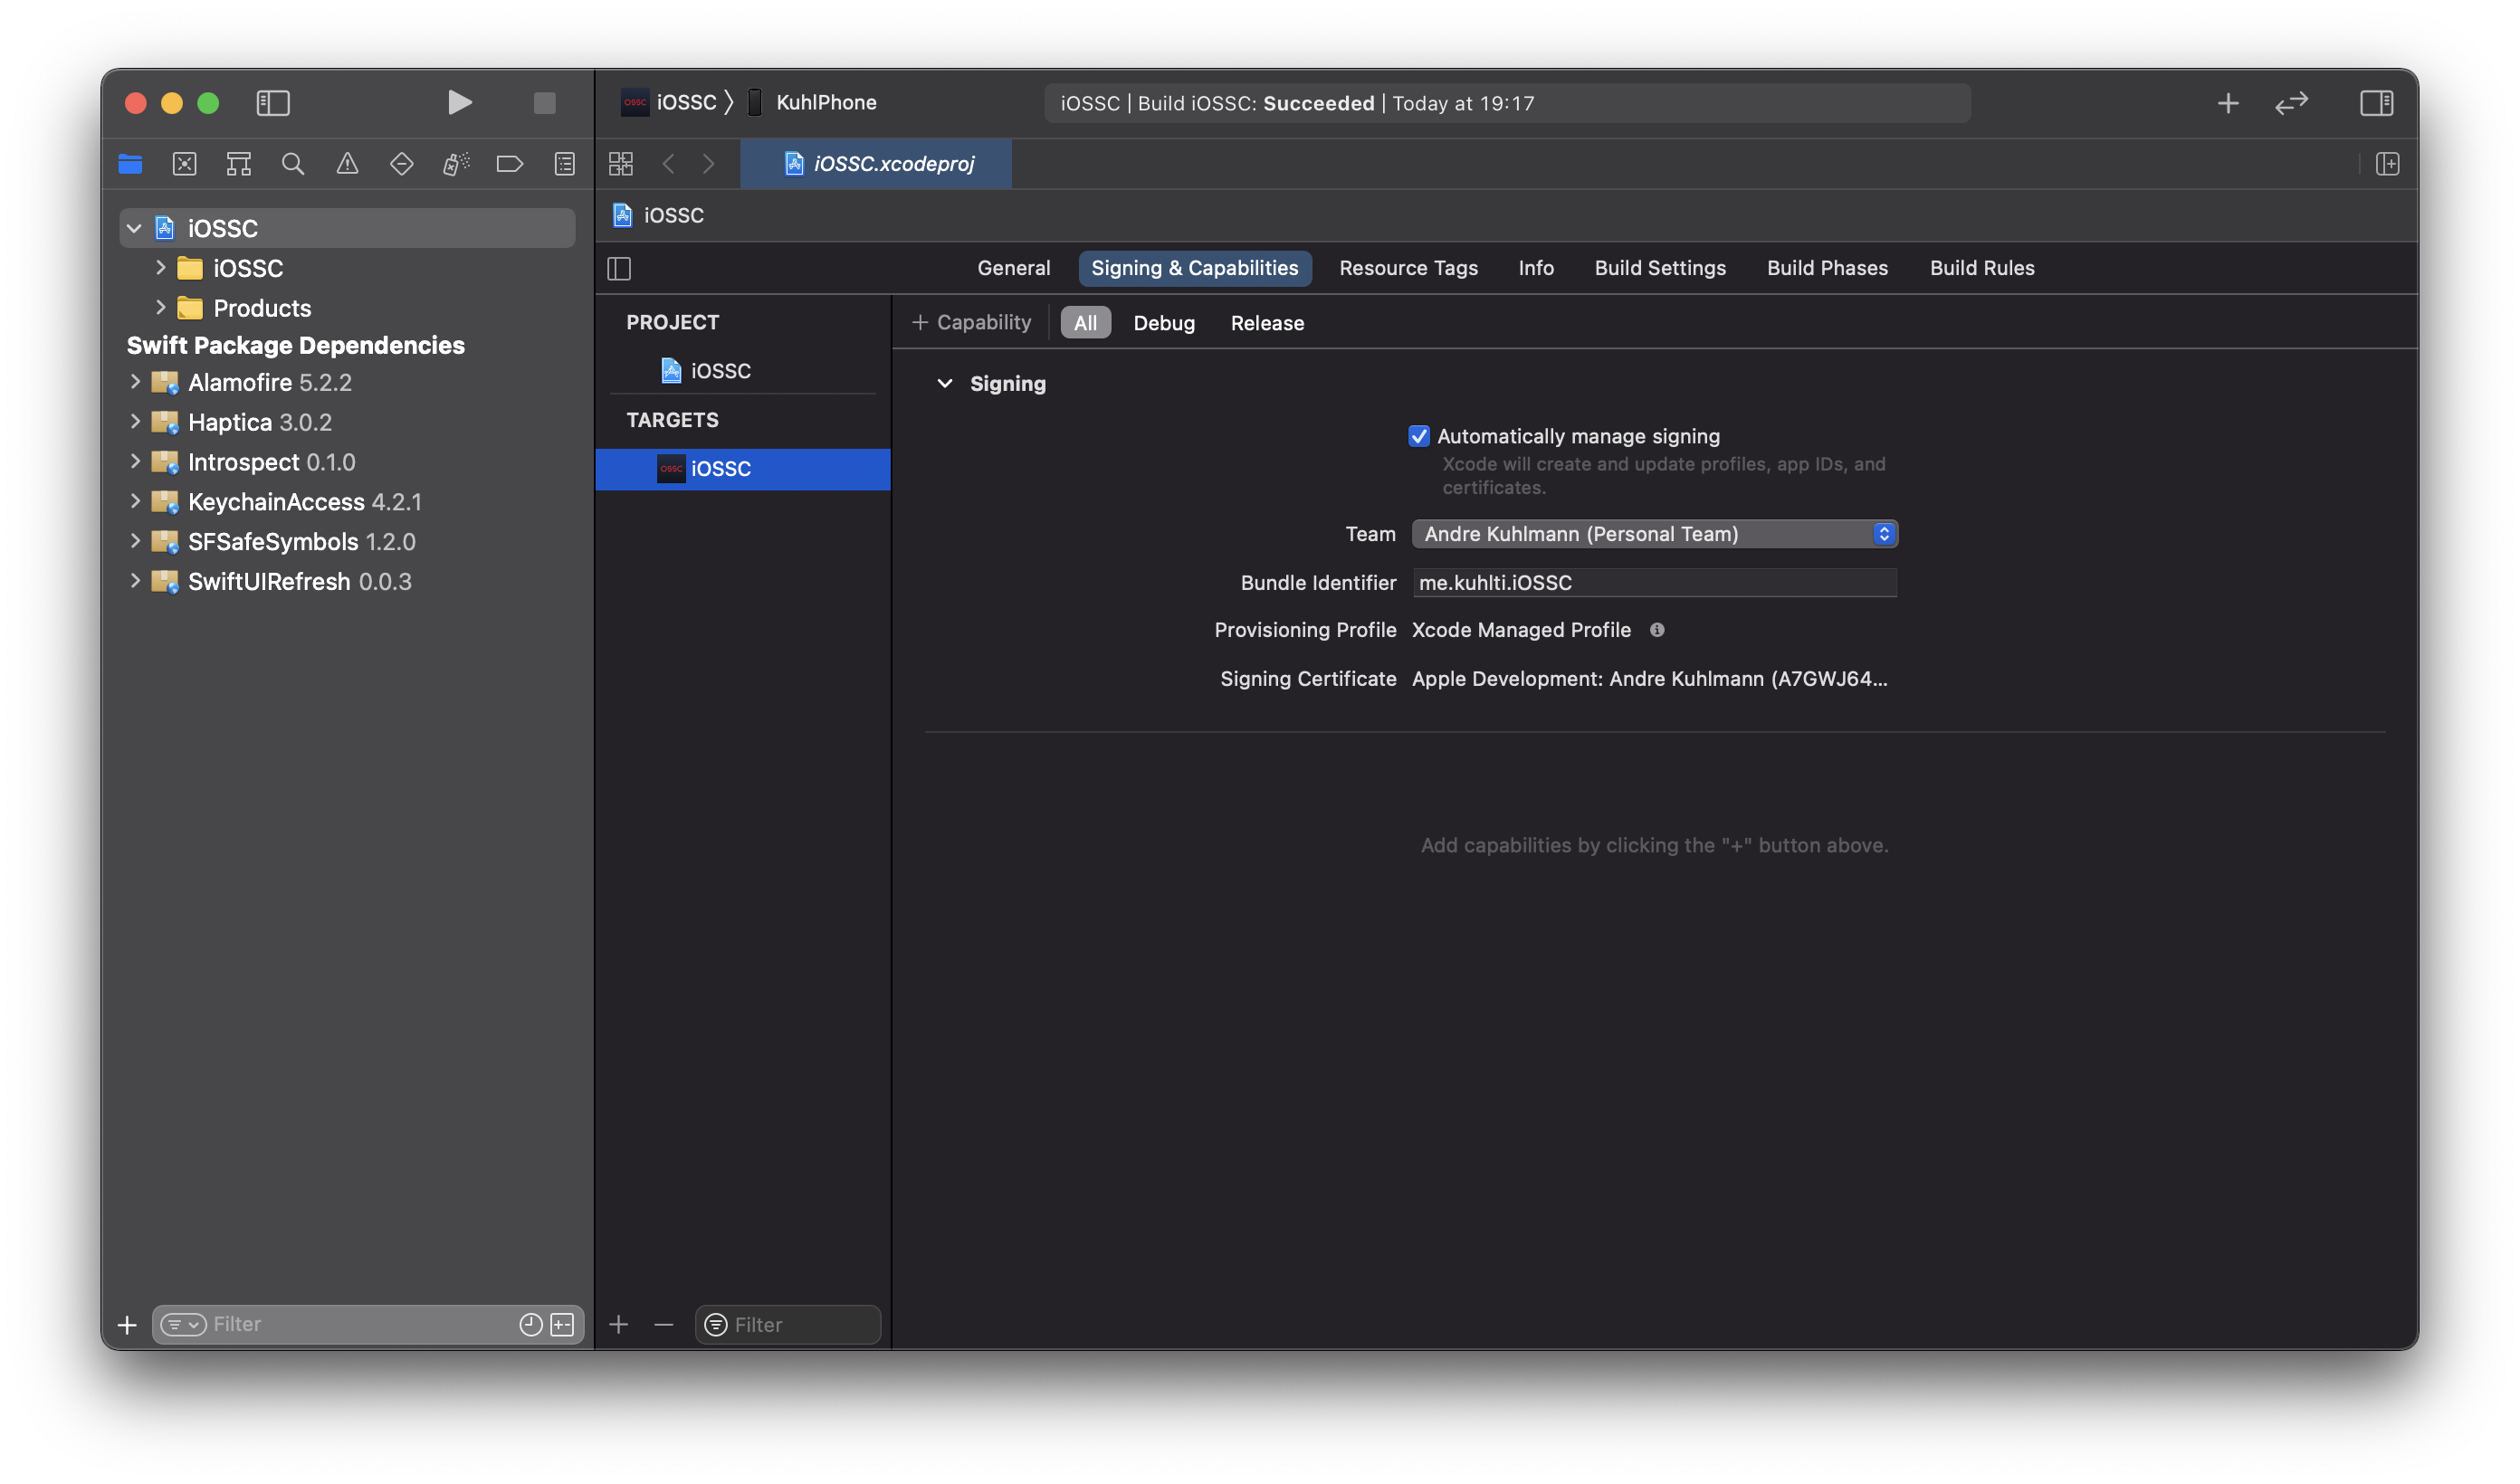 OSSC iOSSC KuhlPhone
iOSSC | Build iOSSC: Succeeded | Today at 19:17
iOSSC.xcodeproj
iOSSC
iOSSC
iOSSC
Products
Swift Package Dependencies
Alamofire 5.2.2
Haptica 3.0.2
Introspect 0.1.0
KeychainAccess 4.2.1
SFSafeSymbols 1.2.0
SwiftUIRefresh 0.0.3
Filter
General Signing & Capabilities Resource Tags Info Build Settings Build Phases Build Rules
PROJECT
iOSSC
TARGETS
OSSC iOSSC
Filter
+ Capability All Debug Release
Signing
Automatically manage signing
Xcode will create and update profiles, app IDs, and
certificates.
Team Andre Kuhlmann (Personal Team)
Bundle Identifier me.kuhlti.iOSSC
Provisioning Profile Xcode Managed Profile
Signing Certificate Apple Development: Andre Kuhlmann (A7GWJ64...
Add capabilities by clicking the "+" button above.